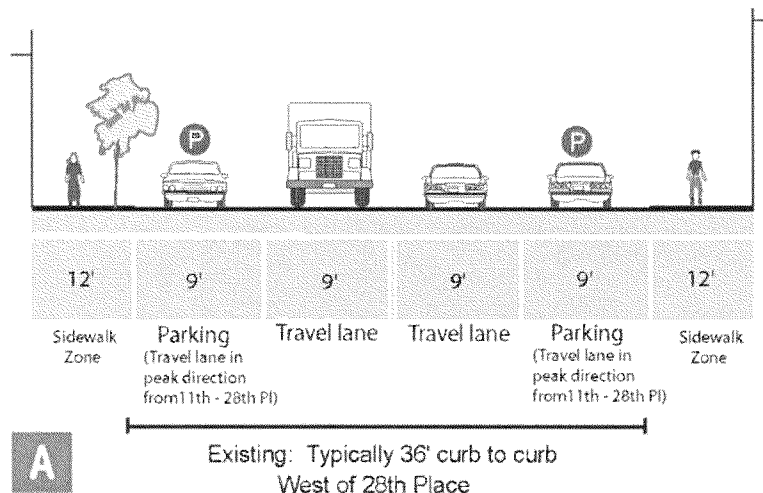 P
P
12' 9' 9' 9' 9' 12'
Sidewalk Zone
Parking
(Travel lane in
peak direction
from11th - 28th Pl)
Travel lane
Travel lane
Parking
(Travel lane in
peak direction
from11th - 28th Pl)
Sidewalk
Zone
A
Existing: Typically 36' curb to curb
West of 28th Place